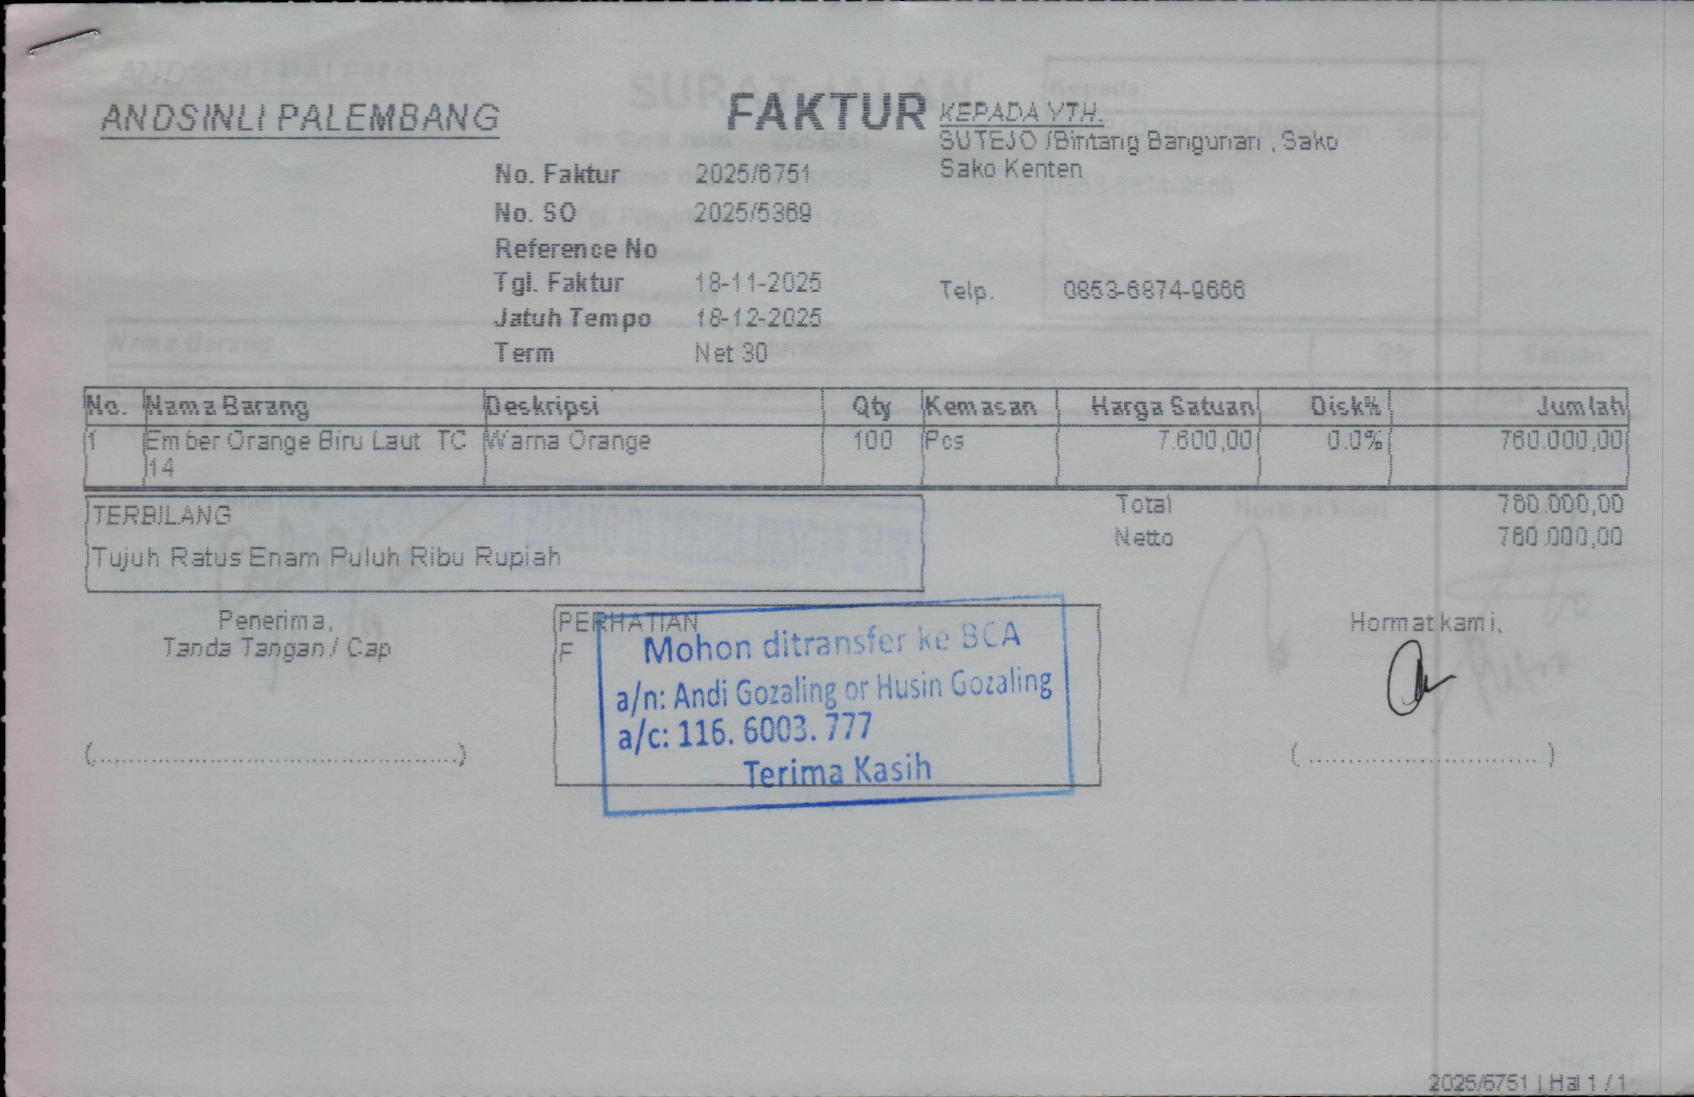 ANDSINLI PALEMBANG
FAKTUR
No. Faktur 2025/6751
No. SO 2025/5369
Reference No
Tgl. Faktur 18-11-2025
Jatuh Tempo 18-12-2025
Term Net 30
KEPADA YTH.
SUTEJO /Bintang Bangunan , Sako
Sako Kenten
Telp. 0853-6874-9666
No. Nama Barang Deskripsi Qty Kemasan Harga Satuan Disk% Jumlah
1 Ember Orange Biru Laut TC Warna Orange 100 Pcs 7.600,00 0.0% 760.000,00
14
TERBILANG
Tujuh Ratus Enam Puluh Ribu Rupiah
Total 760.000,00
Netto 760.000,00
Penerima,
Tanda Tangan / Cap
(..............................................)
PERHATIAN
F
Mohon ditransfer ke BCA
a/n: Andi Gozaling or Husin Gozaling
a/c: 116. 6003. 777
Terima Kasih
Hormat kami,
( ............................. )
2025/6751 | Hal 1 / 1